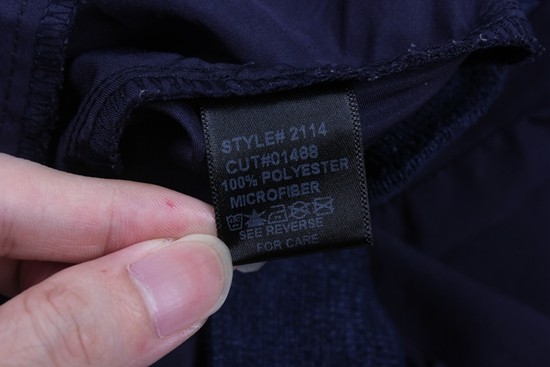 STYLE# 2114
CUT#01488
100% POLYESTER
MICROFIBER
SEE REVERSE
FOR CARE